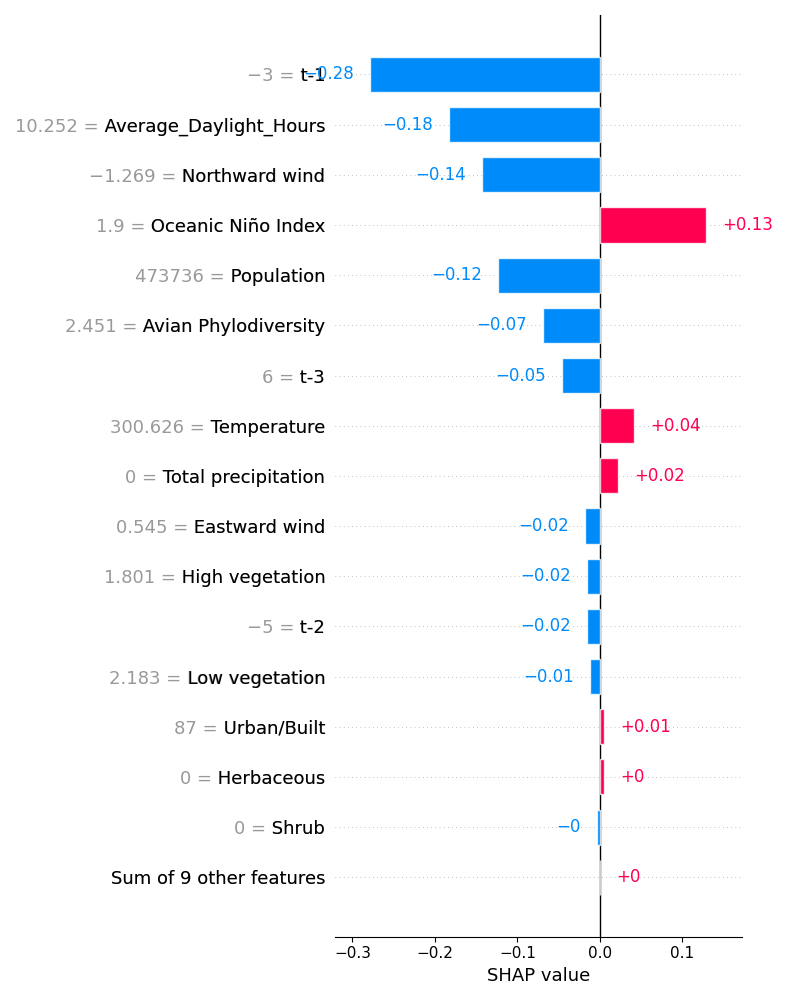 −3 = t-1 −0.28
10.252 = Average_Daylight_Hours −0.18
−1.269 = Northward wind −0.14
1.9 = Oceanic Niño Index +0.13
473736 = Population −0.12
2.451 = Avian Phylodiversity −0.07
6 = t-3 −0.05
300.626 = Temperature +0.04
0 = Total precipitation +0.02
0.545 = Eastward wind −0.02
1.801 = High vegetation −0.02
−5 = t-2 −0.02
2.183 = Low vegetation −0.01
87 = Urban/Built +0.01
0 = Herbaceous +0
0 = Shrub −0
Sum of 9 other features +0
−0.3 −0.2 −0.1 0.0 0.1
SHAP value